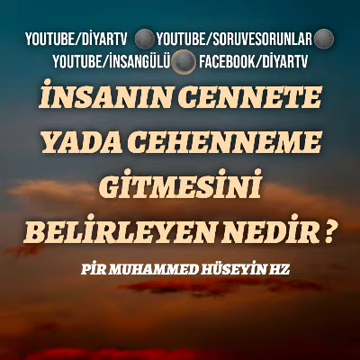 YOUTUBE/DİYARTV YOUTUBE/SORUVESORUNLAR
YOUTUBE/İNSANGÜLÜ FACEBOOK/DİYARTV
İNSANIN CENNETE
YADA CEHENNEME
GİTMESİNİ
BELİRLEYEN NEDİR ?
PİR MUHAMMED HÜSEYİN HZ